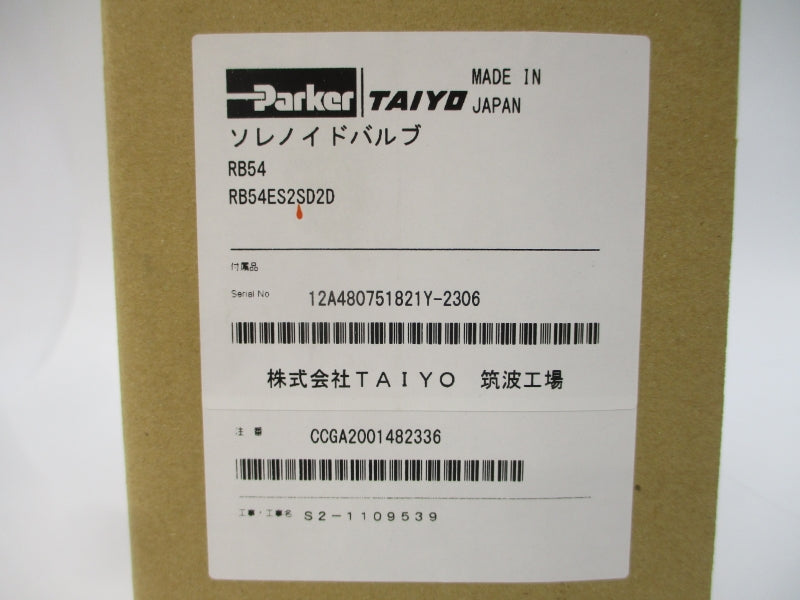 Parker TAIYO MADE IN
JAPAN
ソレノイドバルブ
RB54
RB54ES2SD2D
付属品
Serial No 12A480751821Y-2306
株式会社TAIYO 筑波工場
注番 CCGA2001482336
工事・工事名 S2-1109539